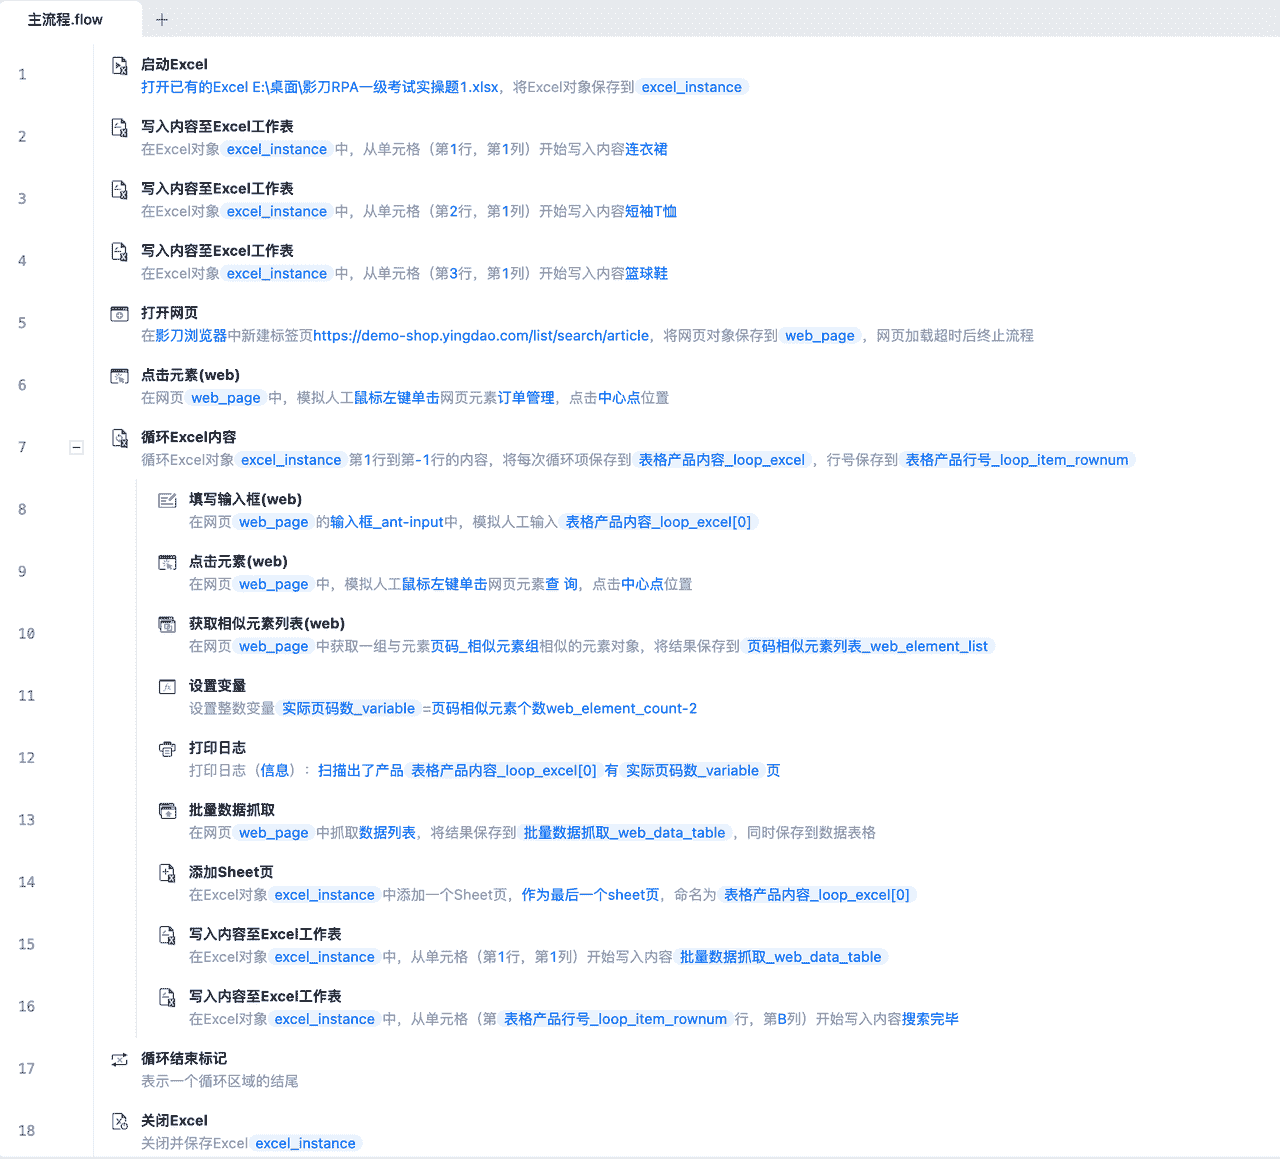 主流程.flow
1
启动Excel
打开已有的Excel E:\桌面\影刀RPA一级考试实操题1.xlsx，将Excel对象保存到 excel_instance
2
写入内容至Excel工作表
在Excel对象 excel_instance 中，从单元格（第1行，第1列）开始写入内容连衣裙
3
写入内容至Excel工作表
在Excel对象 excel_instance 中，从单元格（第2行，第1列）开始写入内容短袖T恤
4
写入内容至Excel工作表
在Excel对象 excel_instance 中，从单元格（第3行，第1列）开始写入内容篮球鞋
5
打开网页
在影刀浏览器中新建标签页https://demo-shop.yingdao.com/list/search/article，将网页对象保存到 web_page ，网页加载超时后终止流程
6
点击元素(web)
在网页 web_page 中，模拟人工鼠标左键单击网页元素订单管理，点击中心点位置
7
循环Excel内容
循环Excel对象 excel_instance 第1行到第-1行的内容，将每次循环项保存到 表格产品内容_loop_excel ，行号保存到 表格产品行号_loop_item_rownum
8
填写输入框(web)
在网页 web_page 的输入框_ant-input中，模拟人工输入 表格产品内容_loop_excel[0]
9
点击元素(web)
在网页 web_page 中，模拟人工鼠标左键单击网页元素查 询，点击中心点位置
10
获取相似元素列表(web)
在网页 web_page 中获取一组与元素页码_相似元素组相似的元素对象，将结果保存到 页码相似元素列表_web_element_list
11
设置变量
设置整数变量 实际页码数_variable =页码相似元素个数web_element_count-2
12
打印日志
打印日志（信息）：扫描出了产品 表格产品内容_loop_excel[0] 有 实际页码数_variable 页
13
批量数据抓取
在网页 web_page 中抓取数据列表，将结果保存到 批量数据抓取_web_data_table ，同时保存到数据表格
14
添加Sheet页
在Excel对象 excel_instance 中添加一个Sheet页，作为最后一个sheet页，命名为 表格产品内容_loop_excel[0]
15
写入内容至Excel工作表
在Excel对象 excel_instance 中，从单元格（第1行，第1列）开始写入内容 批量数据抓取_web_data_table
16
写入内容至Excel工作表
在Excel对象 excel_instance 中，从单元格（第 表格产品行号_loop_item_rownum 行，第B列）开始写入内容搜索完毕
17
循环结束标记
表示一个循环区域的结尾
18
关闭Excel
关闭并保存Excel excel_instance